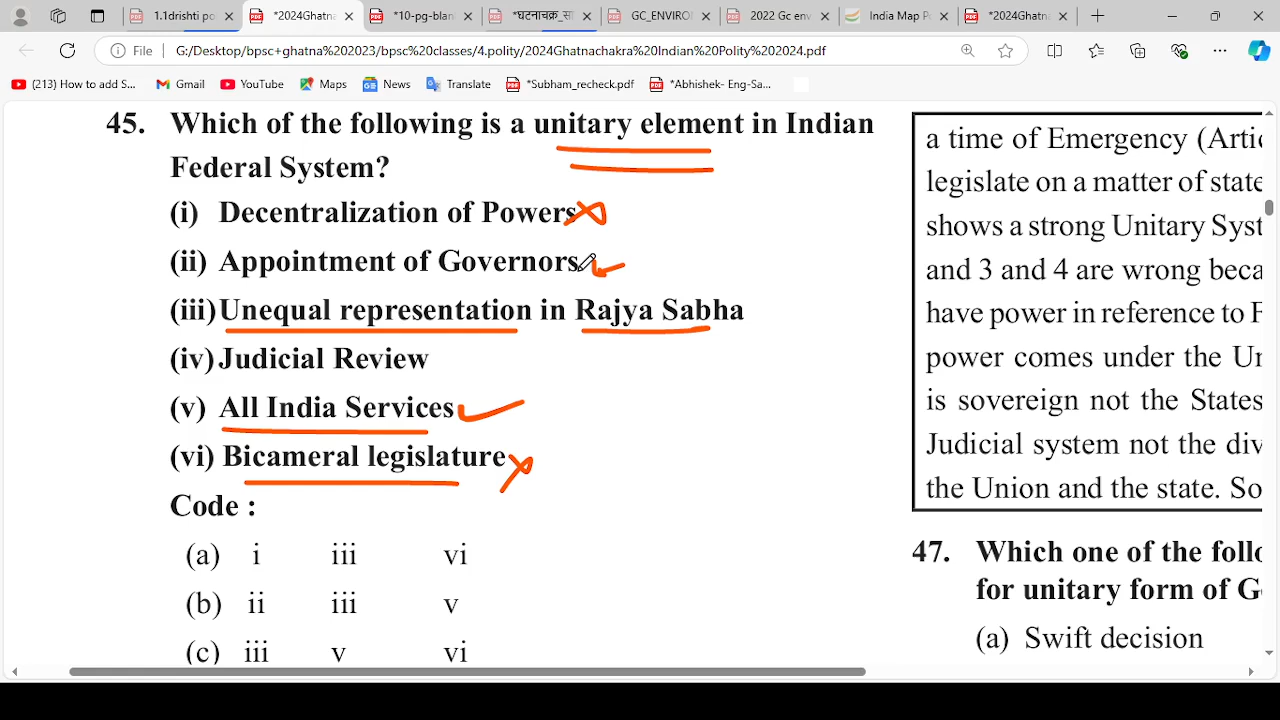 1.1drishti po
*2024Ghatna
*10-pg-blan
*घटनाचक्र_सा
GC_ENVIRO
2022 Gc env
India Map P
*2024Ghatna
File
G:/Desktop/bpsc+ghatna%202023/bpsc%20classes/4.polity/2024Ghatnachakra%20Indian%20Polity%202024.pdf
(213) How to add S...
Gmail
YouTube
Maps
News
Translate
*Subham_recheck.pdf
*Abhishek- Eng-Sa...
45. Which of the following is a unitary element in Indian
Federal System?
(i) Decentralization of Powers
(ii) Appointment of Governors
(iii) Unequal representation in Rajya Sabha
(iv) Judicial Review
(v) All India Services
(vi) Bicameral legislature
Code :
(a) i iii vi
(b) ii iii v
(c) iii v vi
a time of Emergency (Artic
legislate on a matter of state
shows a strong Unitary Syst
and 3 and 4 are wrong beca
have power in reference to F
power comes under the Un
is sovereign not the States
Judicial system not the div
the Union and the state. So
47. Which one of the follo
for unitary form of G
(a) Swift decision